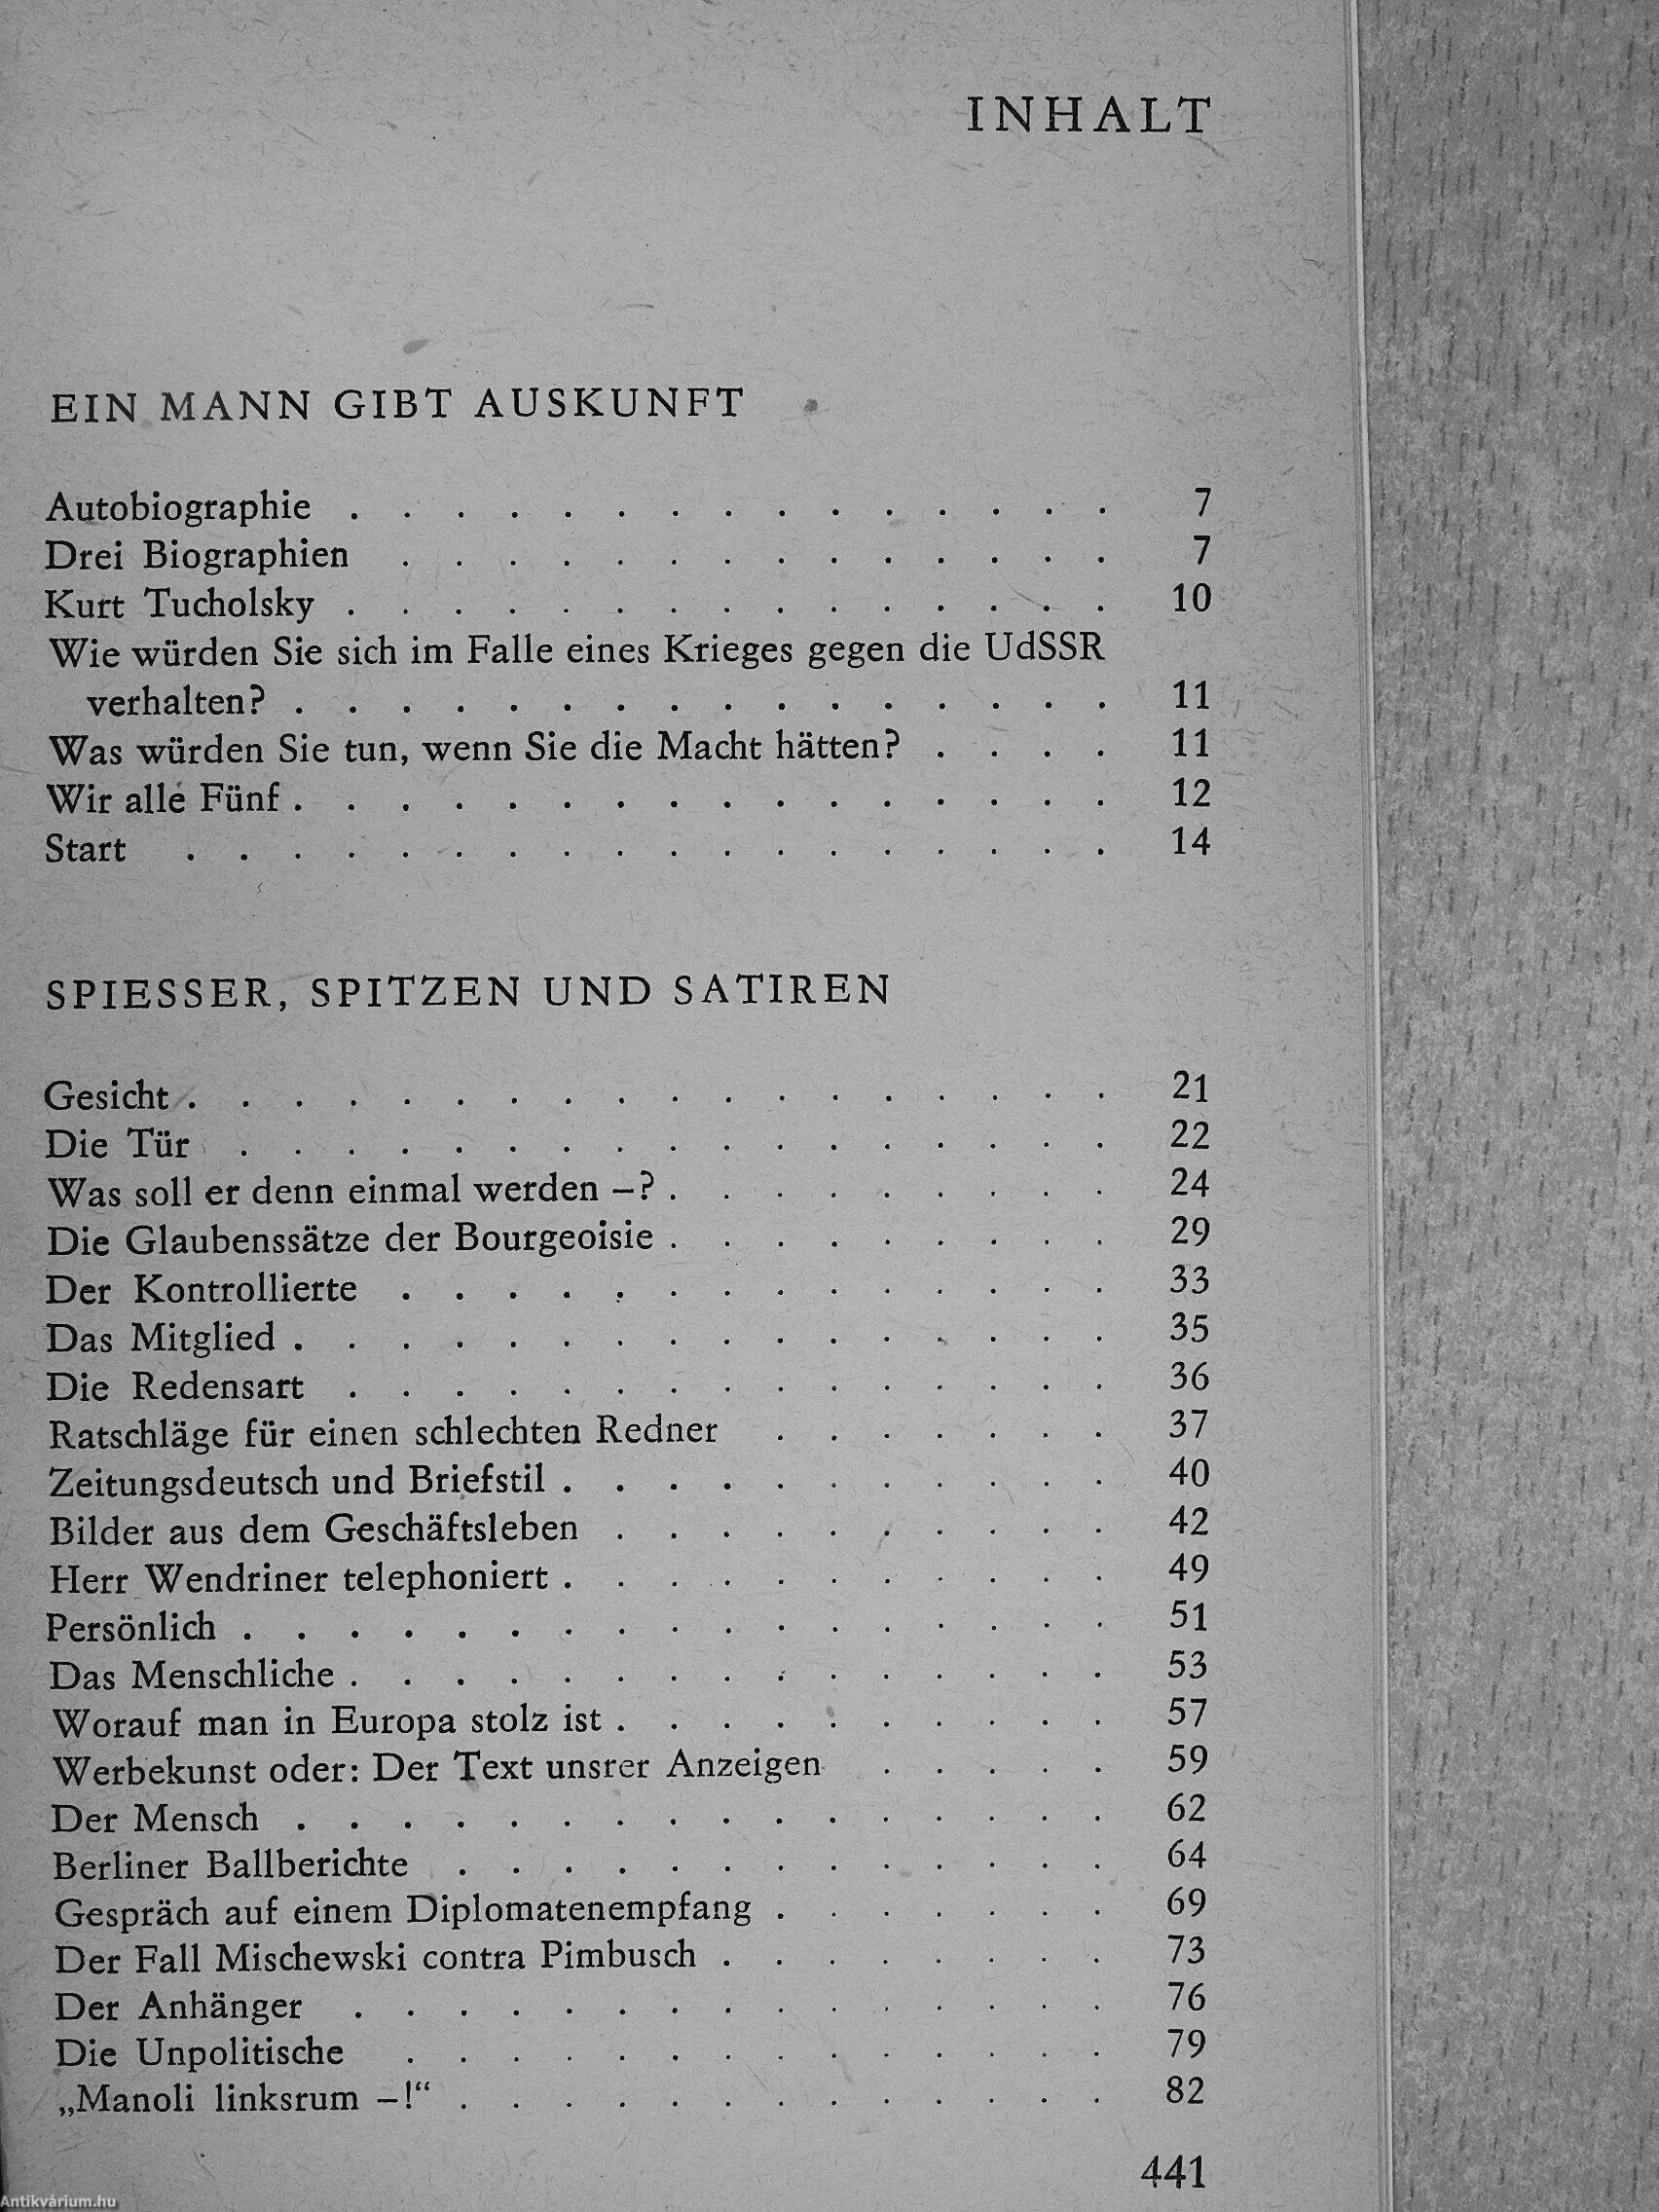 INHALT
EIN MANN GIBT AUSKUNFT
Autobiographie . . . . . . . . . . . . . . . 7
Drei Biographien . . . . . . . . . . . . . . 7
Kurt Tucholsky . . . . . . . . . . . . . . . 10
Wie würden Sie sich im Falle eines Krieges gegen die UdSSR
verhalten? . . . . . . . . . . . . . . . . 11
Was würden Sie tun, wenn Sie die Macht hätten? . . . . 11
Wir alle Fünf . . . . . . . . . . . . . . . . 12
Start . . . . . . . . . . . . . . . . . . 14
SPIESSER, SPITZEN UND SATIREN
Gesicht . . . . . . . . . . . . . . . . . . 21
Die Tür . . . . . . . . . . . . . . . . . 22
Was soll er denn einmal werden –? . . . . . . . . . 24
Die Glaubenssätze der Bourgeoisie . . . . . . . . . 29
Der Kontrollierte . . . . . . . . . . . . . . 33
Das Mitglied . . . . . . . . . . . . . . . . 35
Die Redensart . . . . . . . . . . . . . . . 36
Ratschläge für einen schlechten Redner . . . . . . . 37
Zeitungsdeutsch und Briefstil . . . . . . . . . . . 40
Bilder aus dem Geschäftsleben . . . . . . . . . . 42
Herr Wendriner telephoniert . . . . . . . . . . . 49
Persönlich . . . . . . . . . . . . . . . . . 51
Das Menschliche . . . . . . . . . . . . . . . 53
Worauf man in Europa stolz ist . . . . . . . . . . 57
Werbekunst oder: Der Text unsrer Anzeigen . . . . . 59
Der Mensch . . . . . . . . . . . . . . . . 62
Berliner Ballberichte . . . . . . . . . . . . . 64
Gespräch auf einem Diplomatenempfang . . . . . . . 69
Der Fall Mischewski contra Pimbusch . . . . . . . . 73
Der Anhänger . . . . . . . . . . . . . . . 76
Die Unpolitische . . . . . . . . . . . . . . 79
„Manoli linksrum –!“ . . . . . . . . . . . . . 82
441
Antikvárium.hu